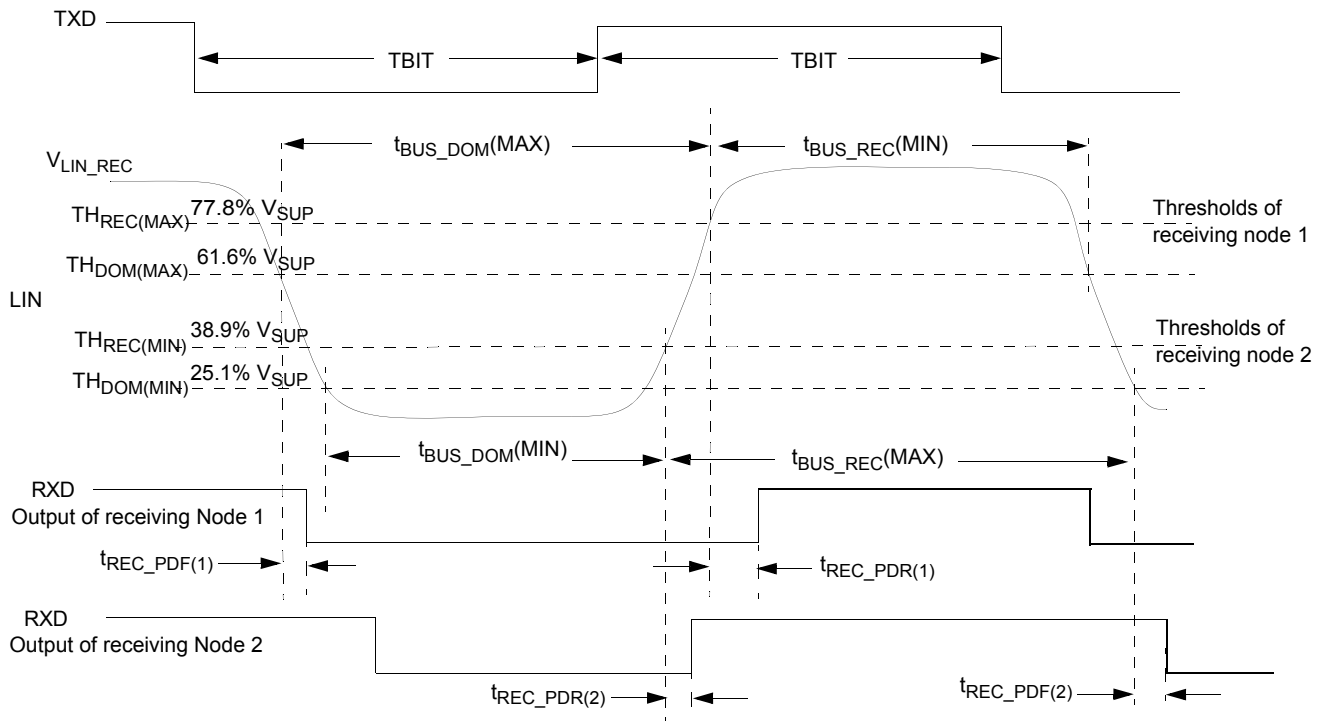 TXD
TBIT TBIT
tBUS_DOM(MAX) tBUS_REC(MIN)
VLIN_REC
THREC(MAX) 77.8% VSUP
Thresholds of
receiving node 1
THDOM(MAX) 61.6% VSUP
LIN
THREC(MIN) 38.9% VSUP
Thresholds of
receiving node 2
THDOM(MIN) 25.1% VSUP
tBUS_DOM(MIN) tBUS_REC(MAX)
RXD
Output of receiving Node 1
tREC_PDF(1) tREC_PDR(1)
RXD
Output of receiving Node 2
tREC_PDR(2) tREC_PDF(2)